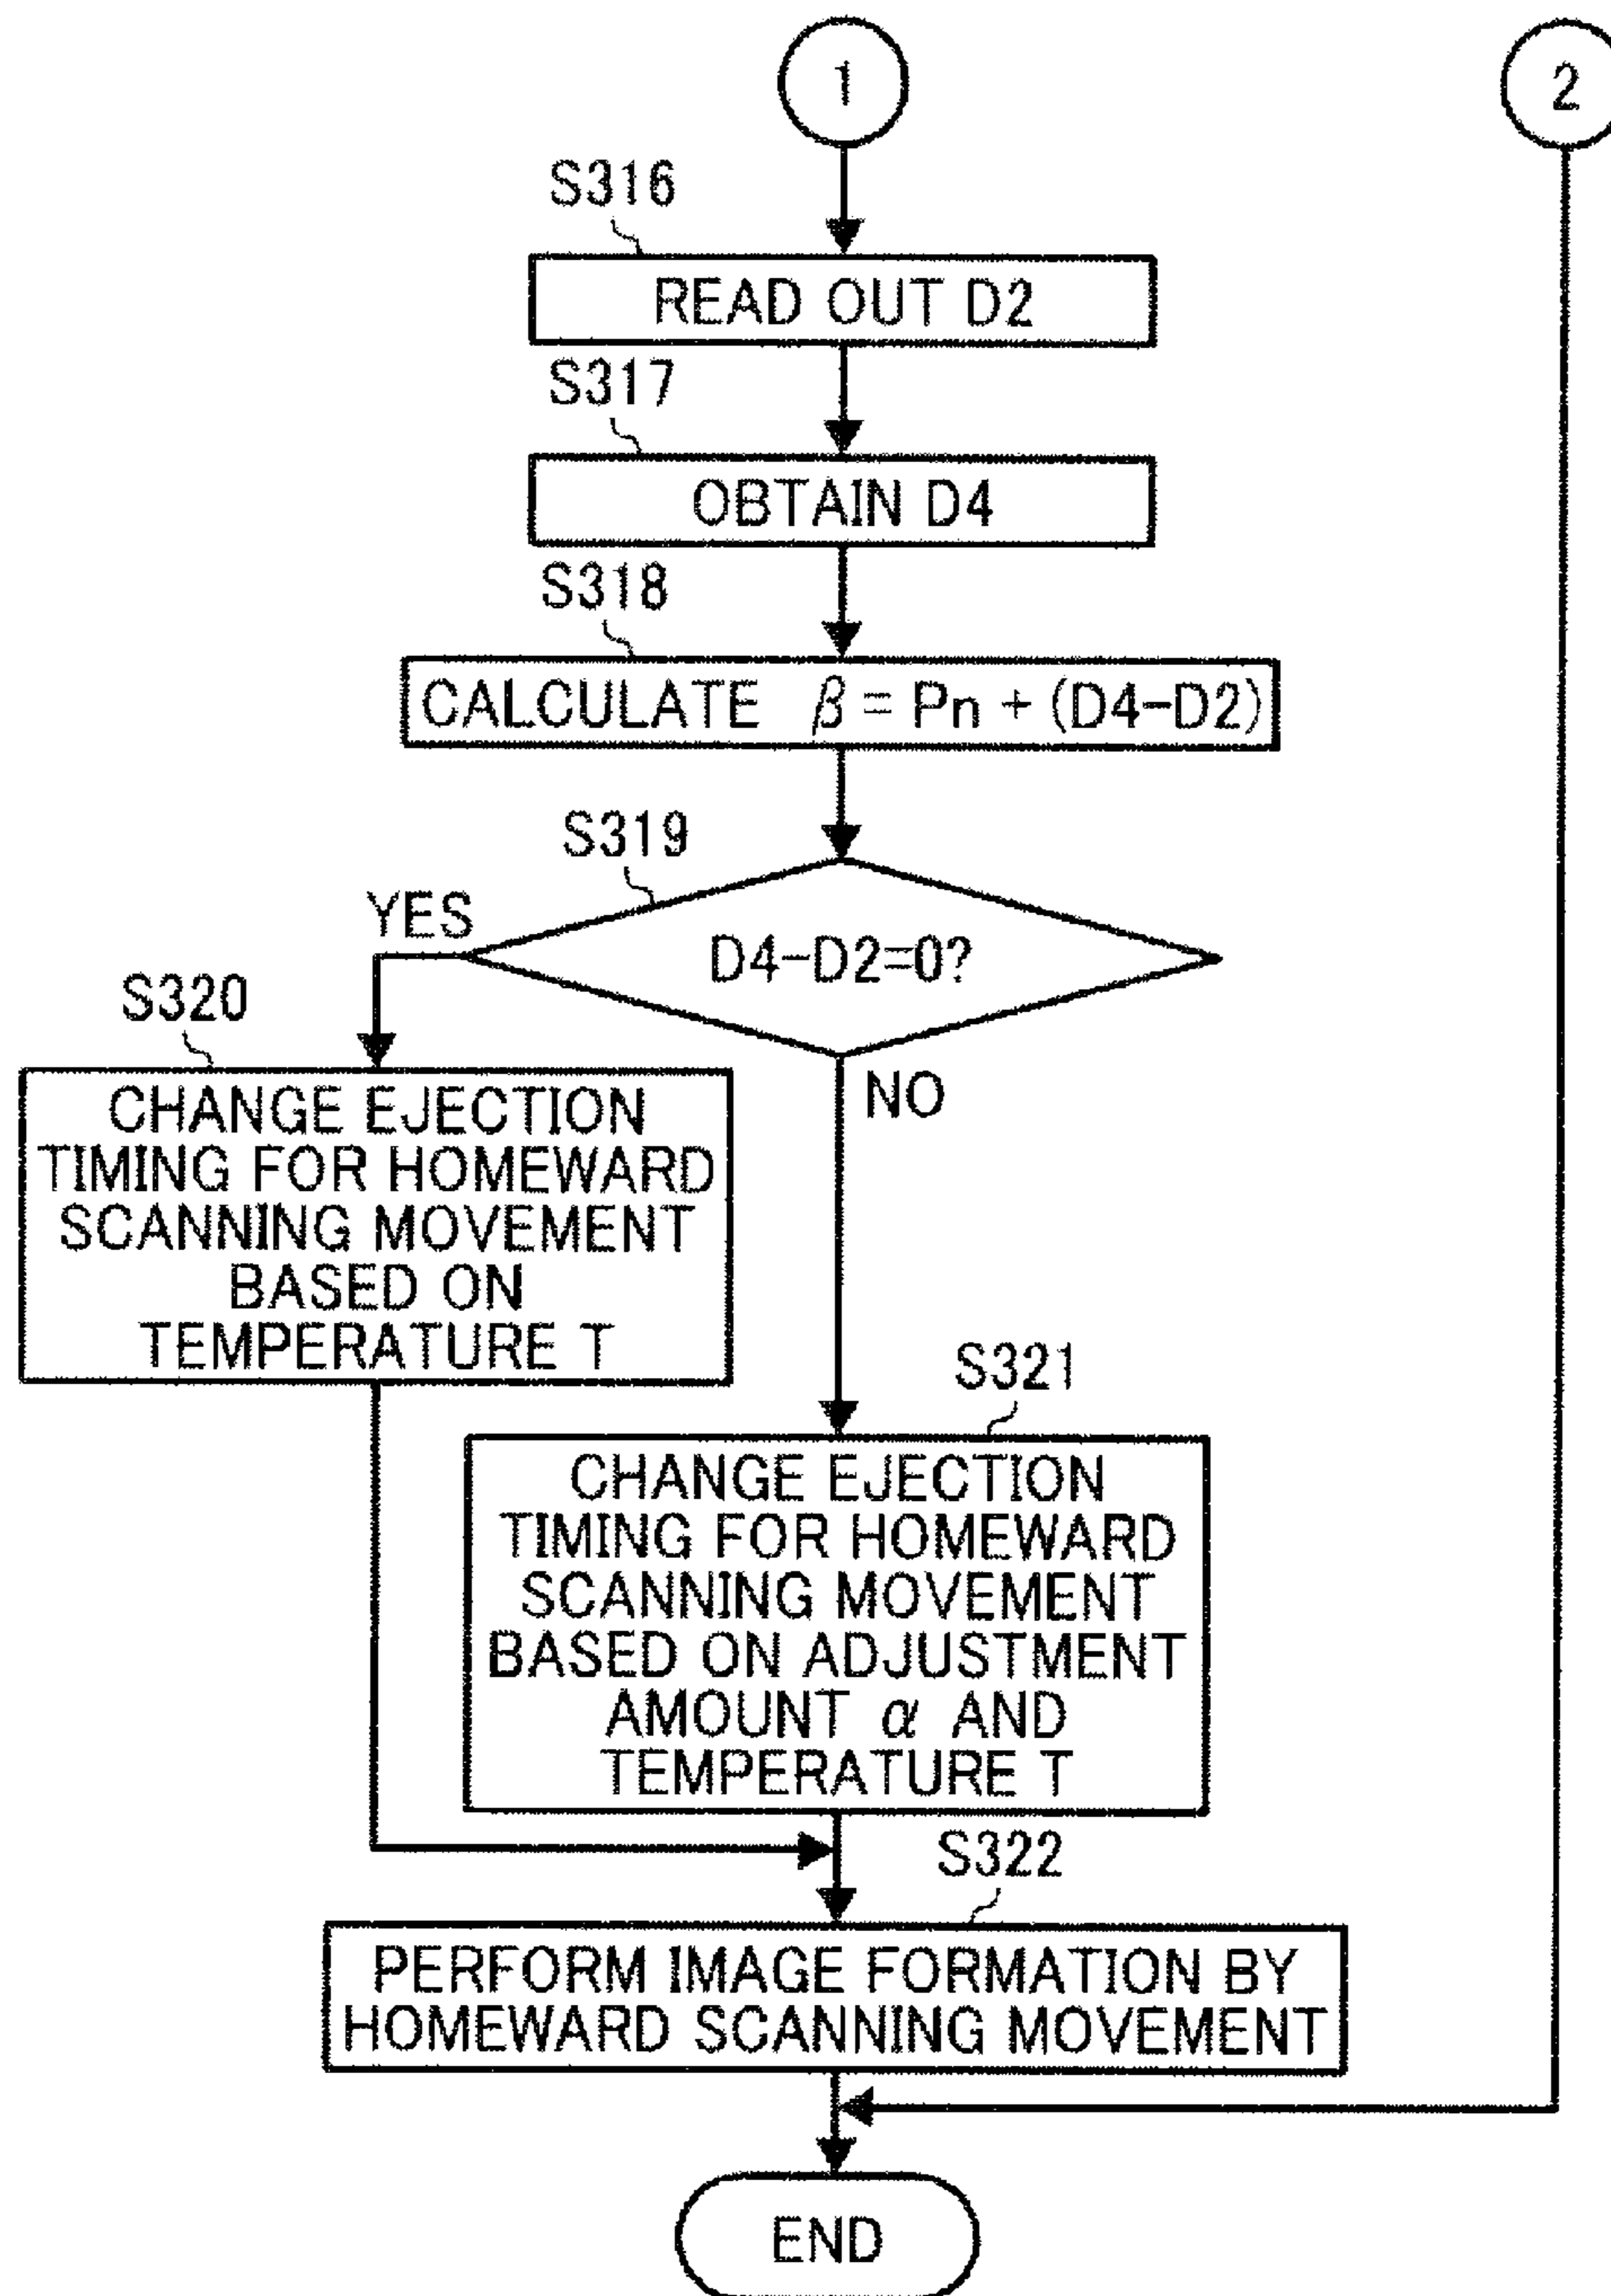 1
2
S316
READ OUT D2
S317
OBTAIN D4
S318
CALCULATE β = Pn + (D4-D2)
S319
YES
D4-D2=0?
S320
NO
CHANGE EJECTION
TIMING FOR HOMEWARD
SCANNING MOVEMENT
BASED ON
TEMPERATURE T
S321
CHANGE EJECTION
TIMING FOR HOMEWARD
SCANNING MOVEMENT
BASED ON ADJUSTMENT
AMOUNT α AND
TEMPERATURE T
S322
PERFORM IMAGE FORMATION BY
HOMEWARD SCANNING MOVEMENT
END